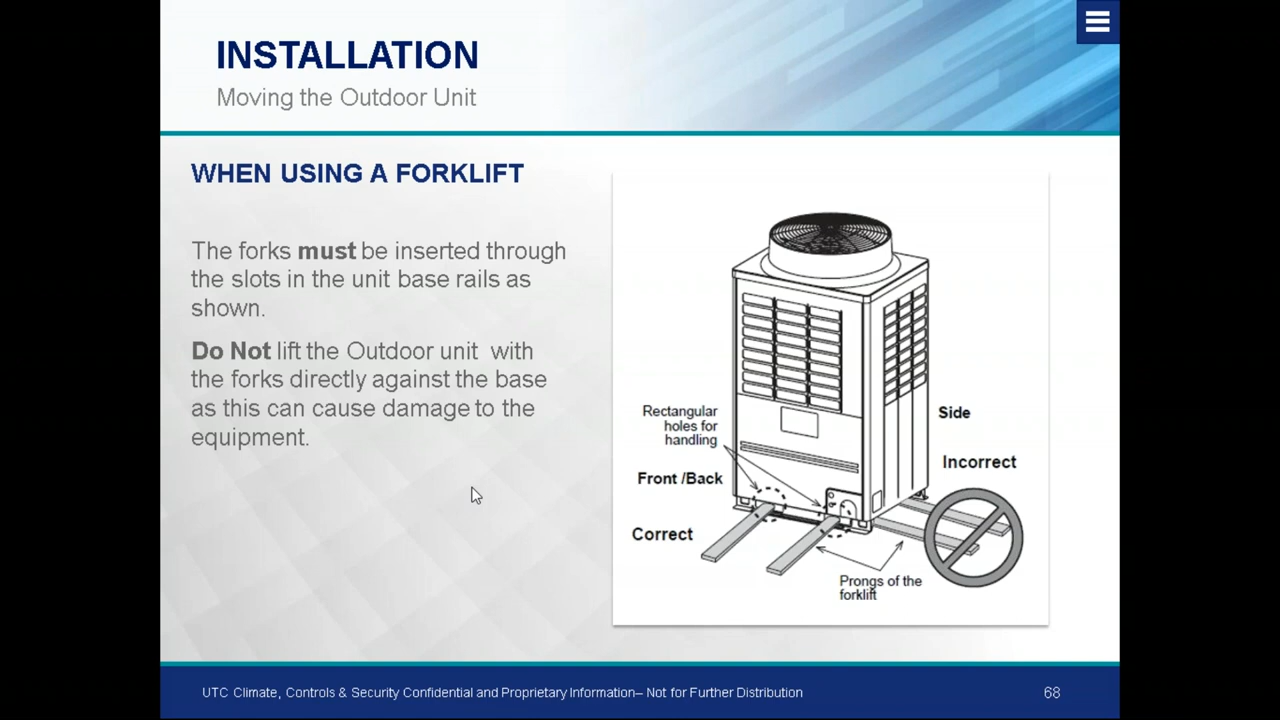 INSTALLATION
Moving the Outdoor Unit
WHEN USING A FORKLIFT
The forks must be inserted through
the slots in the unit base rails as
shown.
Do Not lift the Outdoor unit with
the forks directly against the base
as this can cause damage to the
equipment.
Rectangular
holes for
handling
Front /Back
Correct
Side
Incorrect
Prongs of the
forklift
UTC Climate, Controls & Security Confidential and Proprietary Information– Not for Further Distribution
68